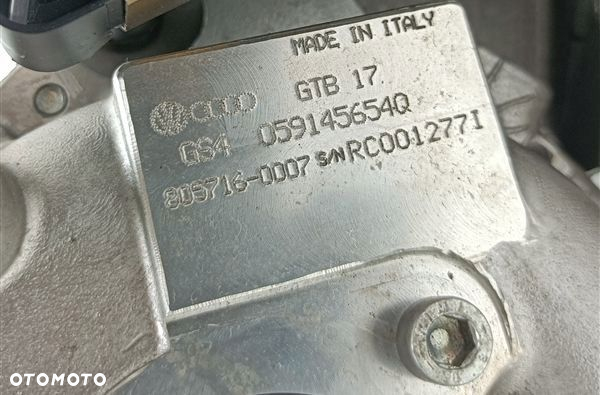 MADE IN ITALY
GTB 17
GS4 059145654Q
805716-0007 S/N RC0012771
OTOMOTO